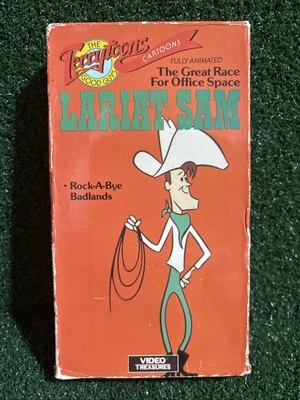 THE
Terrytoons
GOOD GUYS
CARTOONS
FULLY ANIMATED
The Great Race
For Office Space
LARIAT SAM
• Rock-A-Bye
Badlands
VIDEO
TREASURES